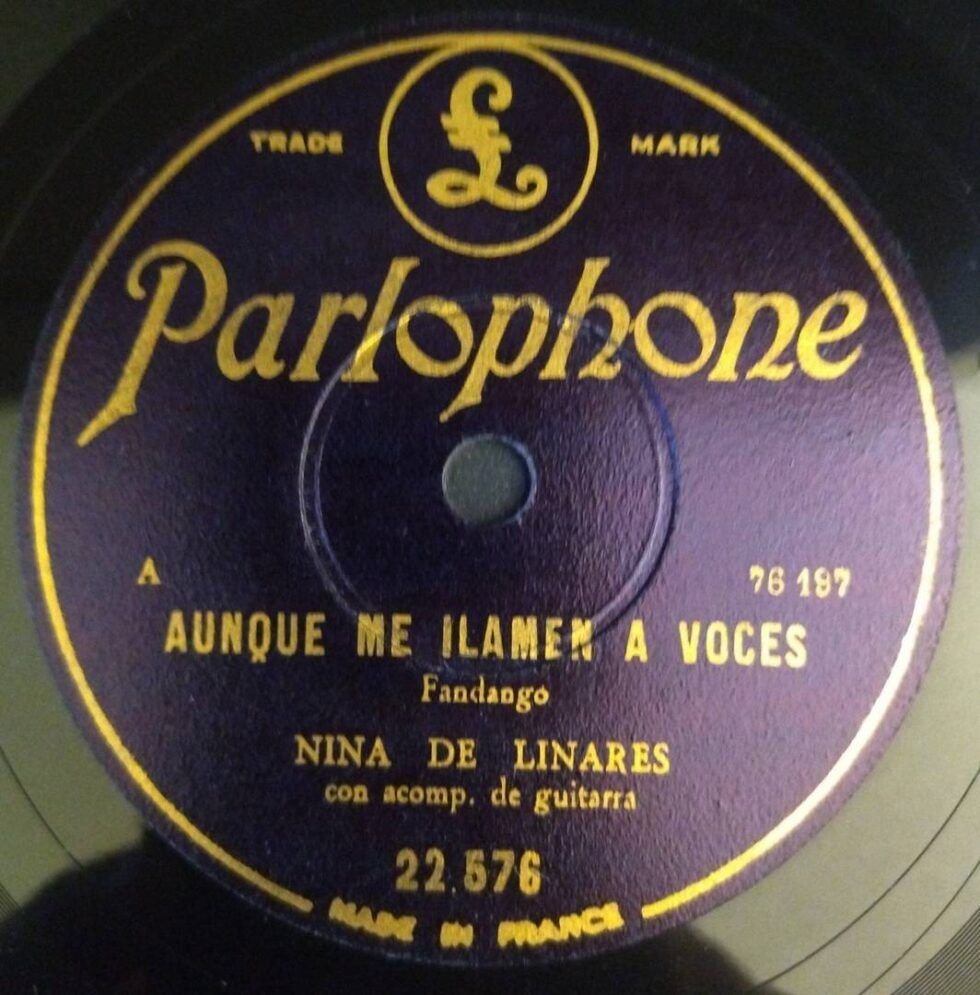 £
TRADE MARK
Parlophone
A 76 197
AUNQUE ME ILAMEN A VOCES
Fandango
NINA DE LINARES
con acomp. de guitarra
22.576
MADE IN FRANCE